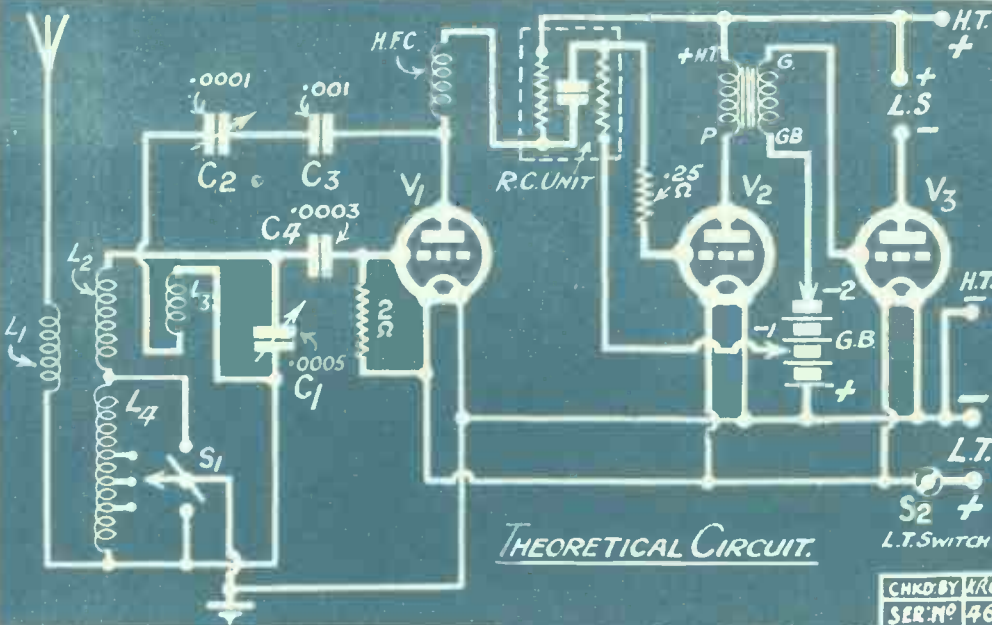 H.F.C
.0001
.001
C2
C3
+H.T.
G.
P
GB
H.T.
+
+
L.S
-
R.C.UNIT
.25
Ω
V1
V2
V3
.0003
C4
L2
L3
L1
2
Ω
.0005
C1
-2
-1
G.B.
+
H.T.
-
-
L.T.
+
L4
S1
S2
L.T. SWITCH
THEORETICAL CIRCUIT.
CHKD.BY
SER.No 46